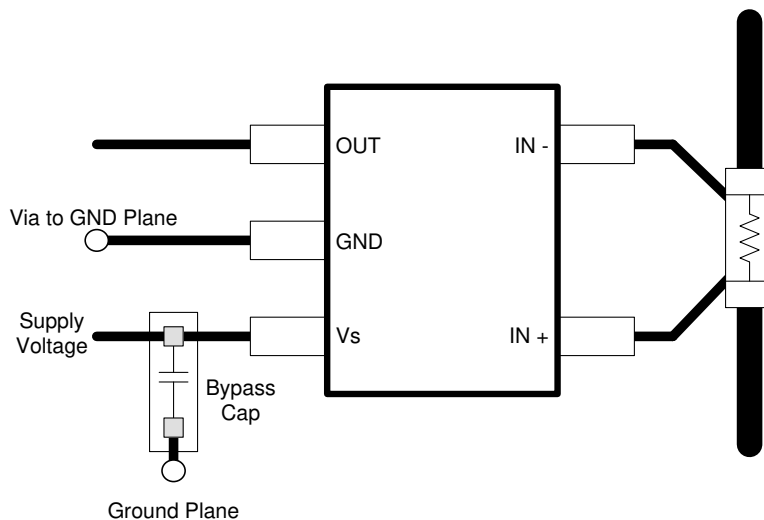 OUT
IN -
Via to GND Plane
GND
Supply
Voltage
Vs
IN +
Bypass
Cap
Ground Plane